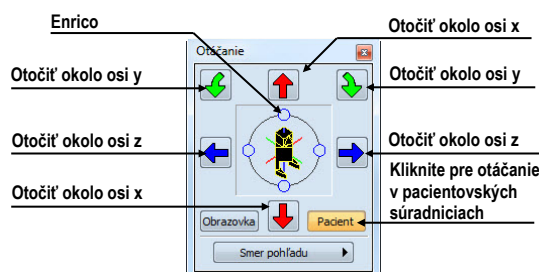 Enrico
Otočiť okolo osi x
Otáčanie
Otočiť okolo osi y
Otočiť okolo osi y
Otočiť okolo osi z
Otočiť okolo osi z
Kliknite pre otáčanie
v pacientovských
súradniciach
Otočiť okolo osi x
Obrazovka
Pacient
Smer pohľadu